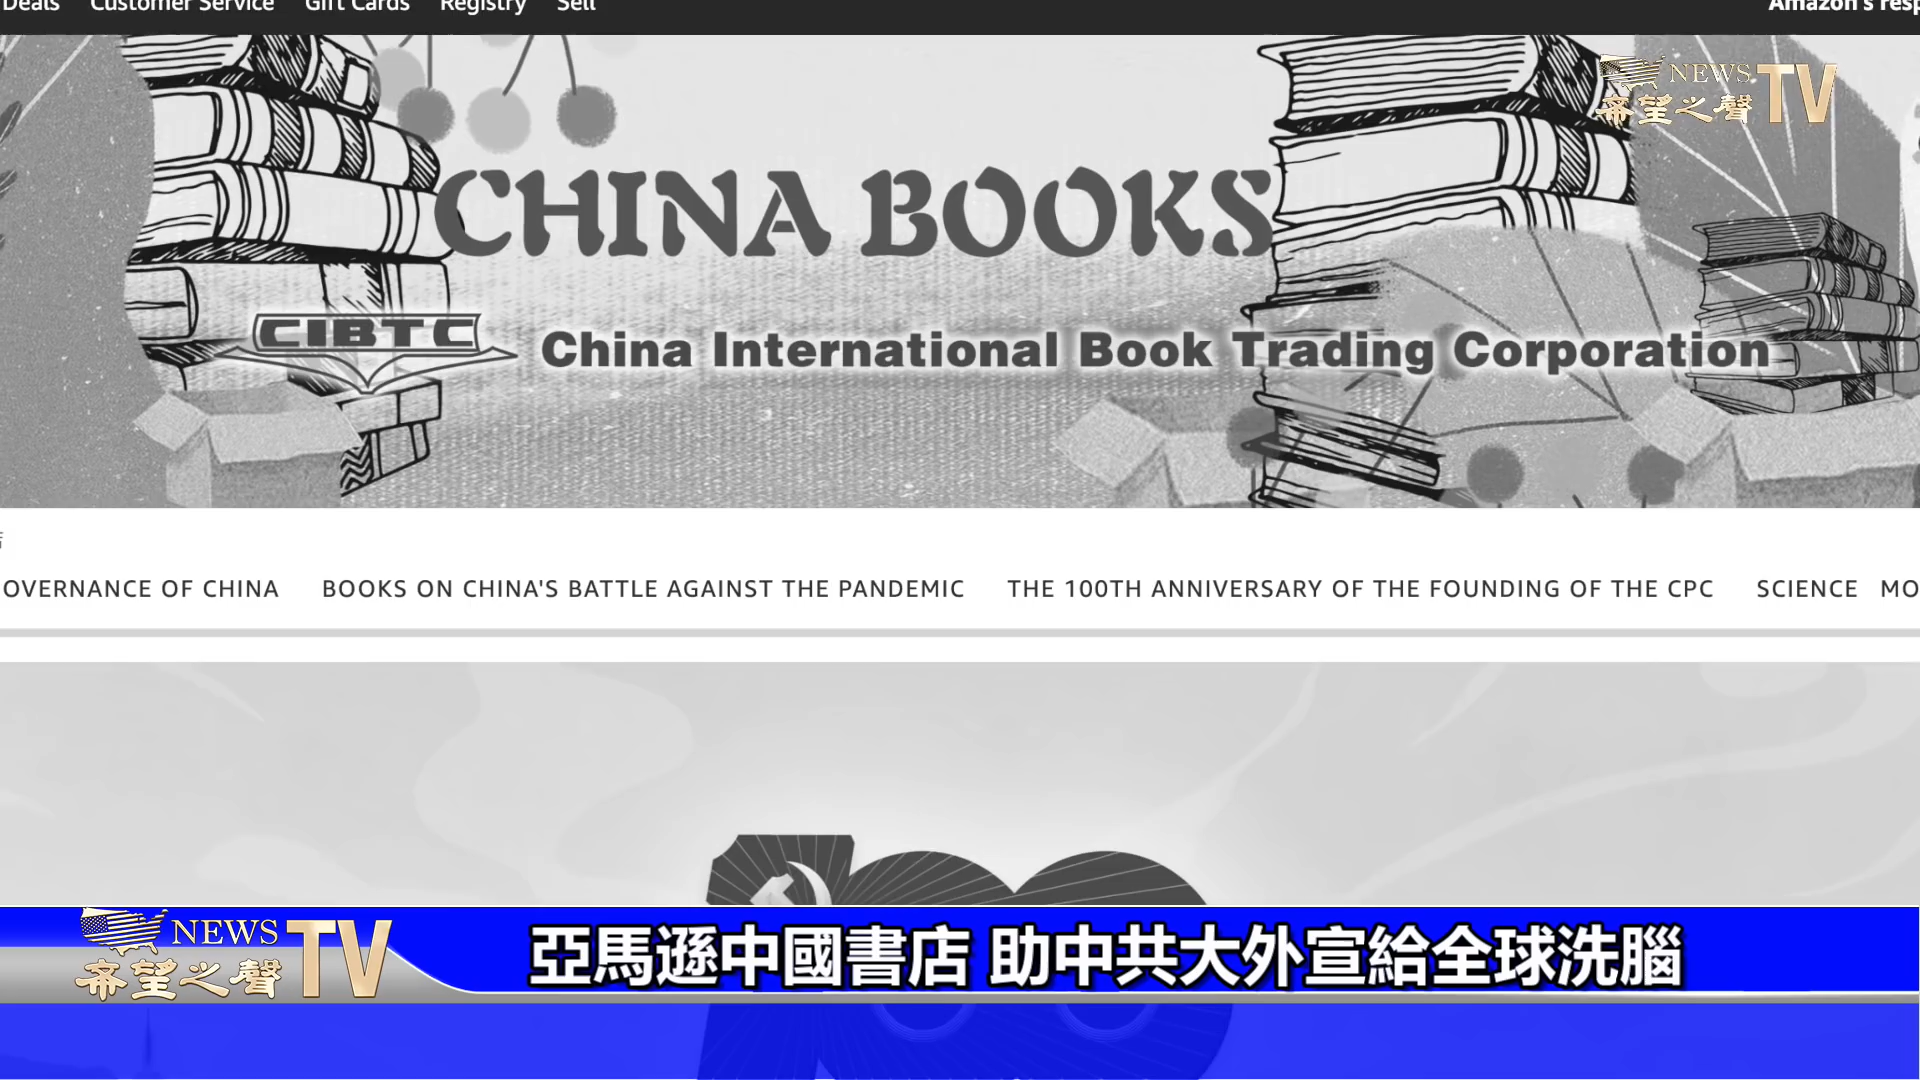 Deals Customer Service Gift Cards Registry Sell Amazon's resp
NEWS TV
希望之聲
CHINA BOOKS
CIBTC China International Book Trading Corporation
OVERNANCE OF CHINA BOOKS ON CHINA'S BATTLE AGAINST THE PANDEMIC THE 100TH ANNIVERSARY OF THE FOUNDING OF THE CPC SCIENCE MO
100
NEWS TV
希望之聲
亞馬遜中國書店 助中共大外宣給全球洗腦